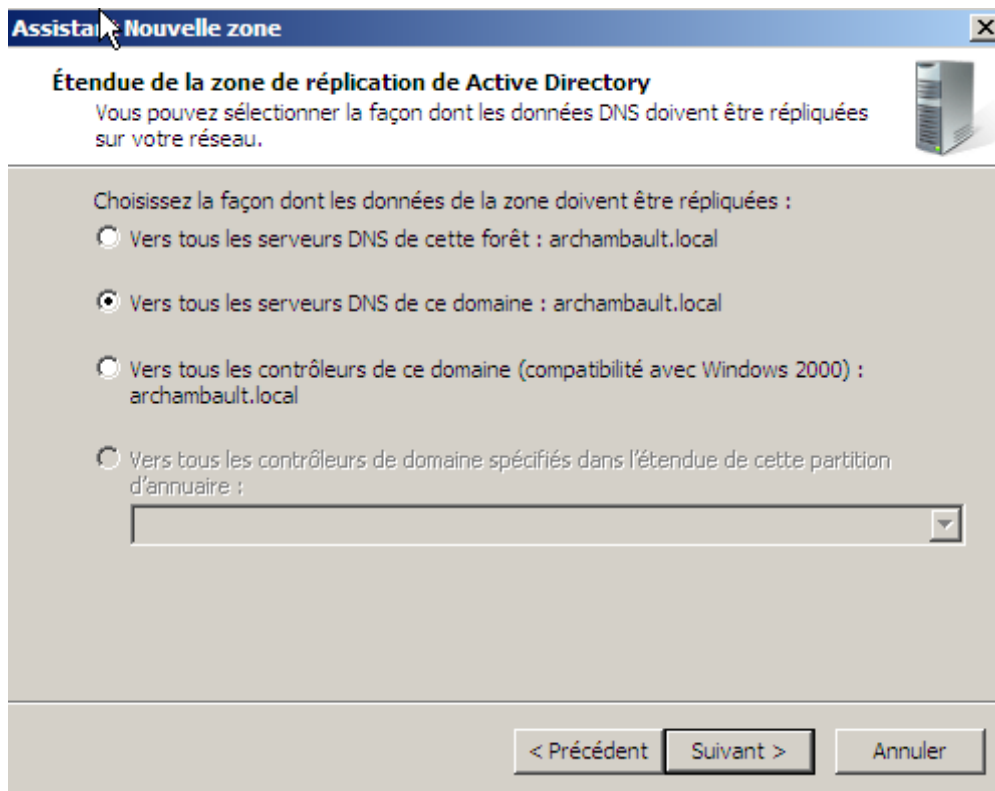 Assistant Nouvelle zone
Étendue de la zone de réplication de Active Directory
Vous pouvez sélectionner la façon dont les données DNS doivent être répliquées
sur votre réseau.
Choisissez la façon dont les données de la zone doivent être répliquées :
Vers tous les serveurs DNS de cette forêt : archambault.local
Vers tous les serveurs DNS de ce domaine : archambault.local
Vers tous les contrôleurs de ce domaine (compatibilité avec Windows 2000) :
archambault.local
Vers tous les contrôleurs de domaine spécifiés dans l'étendue de cette partition
d'annuaire :
< Précédent Suivant > Annuler